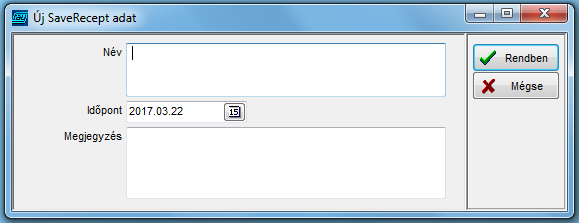 Új SaveRecept adat
Név
Rendben
Mégse
Időpont 2017.03.22 15
Megjegyzés